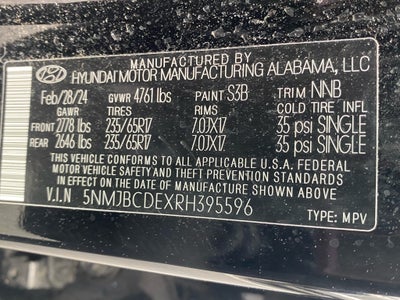 MANUFACTURED BY
HYUNDAI MOTOR MANUFACTURING ALABAMA, LLC
Feb/28/24 GVWR 4761 lbs PAINT S3B TRIM NNB
GAWR TIRES RIMS COLD TIRE INFL
FRONT 2778 lbs 235/65R17 7.0JX17 35 psi SINGLE
REAR 2646 lbs 235/65R17 7.0JX17 35 psi SINGLE
THIS VEHICLE CONFORMS TO ALL APPLICABLE U.S.A. FEDERAL
MOTOR VEHICLE SAFETY AND THEFT PREVENTION STANDARDS IN
EFFECT ON THE DATE OF MANUFACTURE SHOWN ABOVE.
V.I.N 5NMJBCDEXRH395596
TYPE: MPV